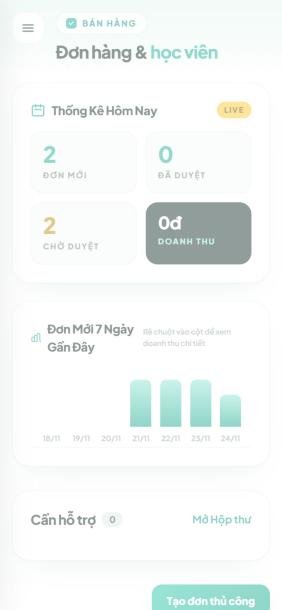 BÁN HÀNG
Đơn hàng & học viên
Thống Kê Hôm Nay
LIVE
2
ĐƠN MỚI
0
ĐÃ DUYỆT
2
CHỜ DUYỆT
0đ
DOANH THU
Đơn Mới 7 Ngày
Gần Đây
Rê chuột vào cột để xem
doanh thu chi tiết
18/11 19/11 20/11 21/11 22/11 23/11 24/11
Cần hỗ trợ 0
Mở Hộp thư
Tạo đơn thủ công